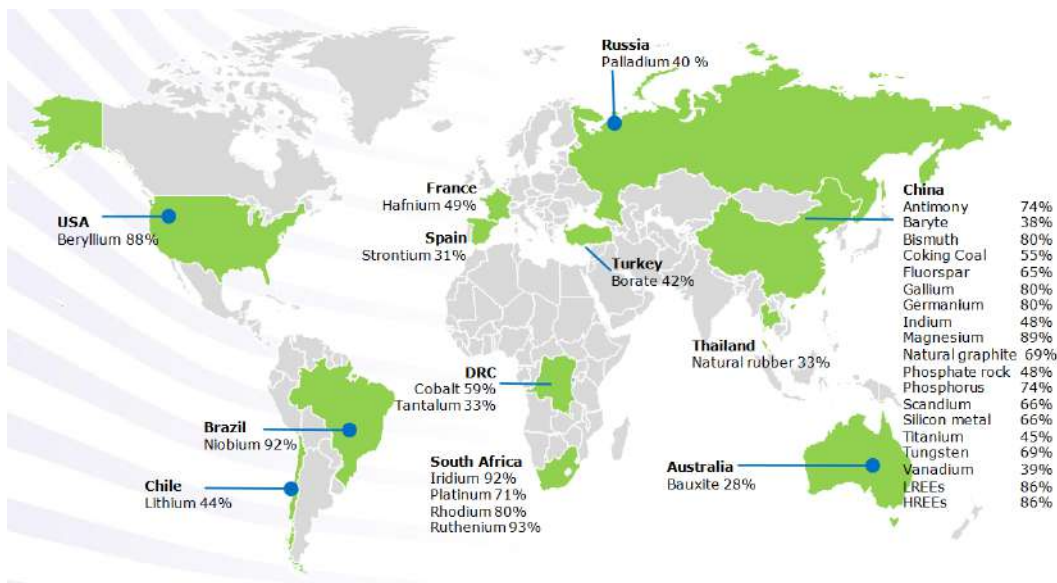 Russia
Palladium 40 %
France
Hafnium 49%
Spain
Strontium 31%
USA
Beryllium 88%
Turkey
Borate 42%
Thailand
Natural rubber 33%
DRC
Cobalt 59%
Tantalum 33%
Brazil
Niobium 92%
Chile
Lithium 44%
South Africa
Iridium 92%
Platinum 71%
Rhodium 80%
Ruthenium 93%
Australia
Bauxite 28%
China
Antimony 74%
Baryte 38%
Bismuth 80%
Coking Coal 55%
Fluorspar 65%
Gallium 80%
Germanium 80%
Indium 48%
Magnesium 89%
Natural graphite 69%
Phosphate rock 48%
Phosphorus 74%
Scandium 66%
Silicon metal 66%
Titanium 45%
Tungsten 69%
Vanadium 39%
LREEs 86%
HREEs 86%